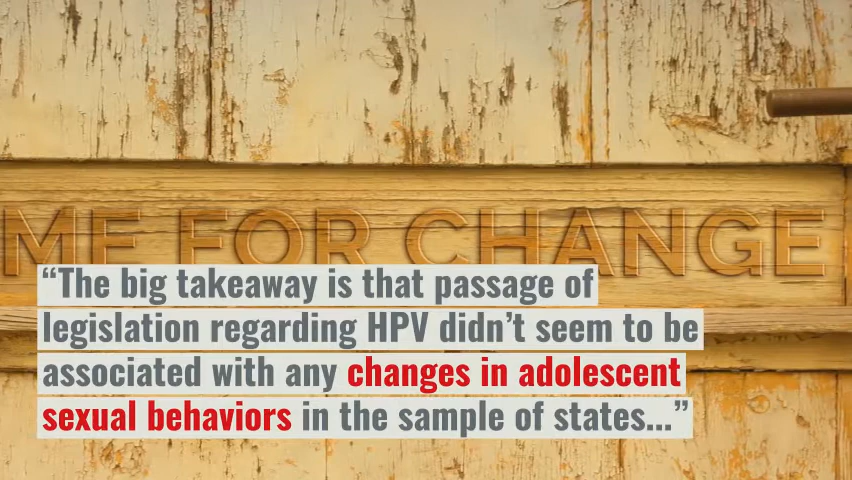 ME FOR CHANGE
“The big takeaway is that passage of
legislation regarding HPV didn’t seem to be
associated with any changes in adolescent
sexual behaviors in the sample of states...”